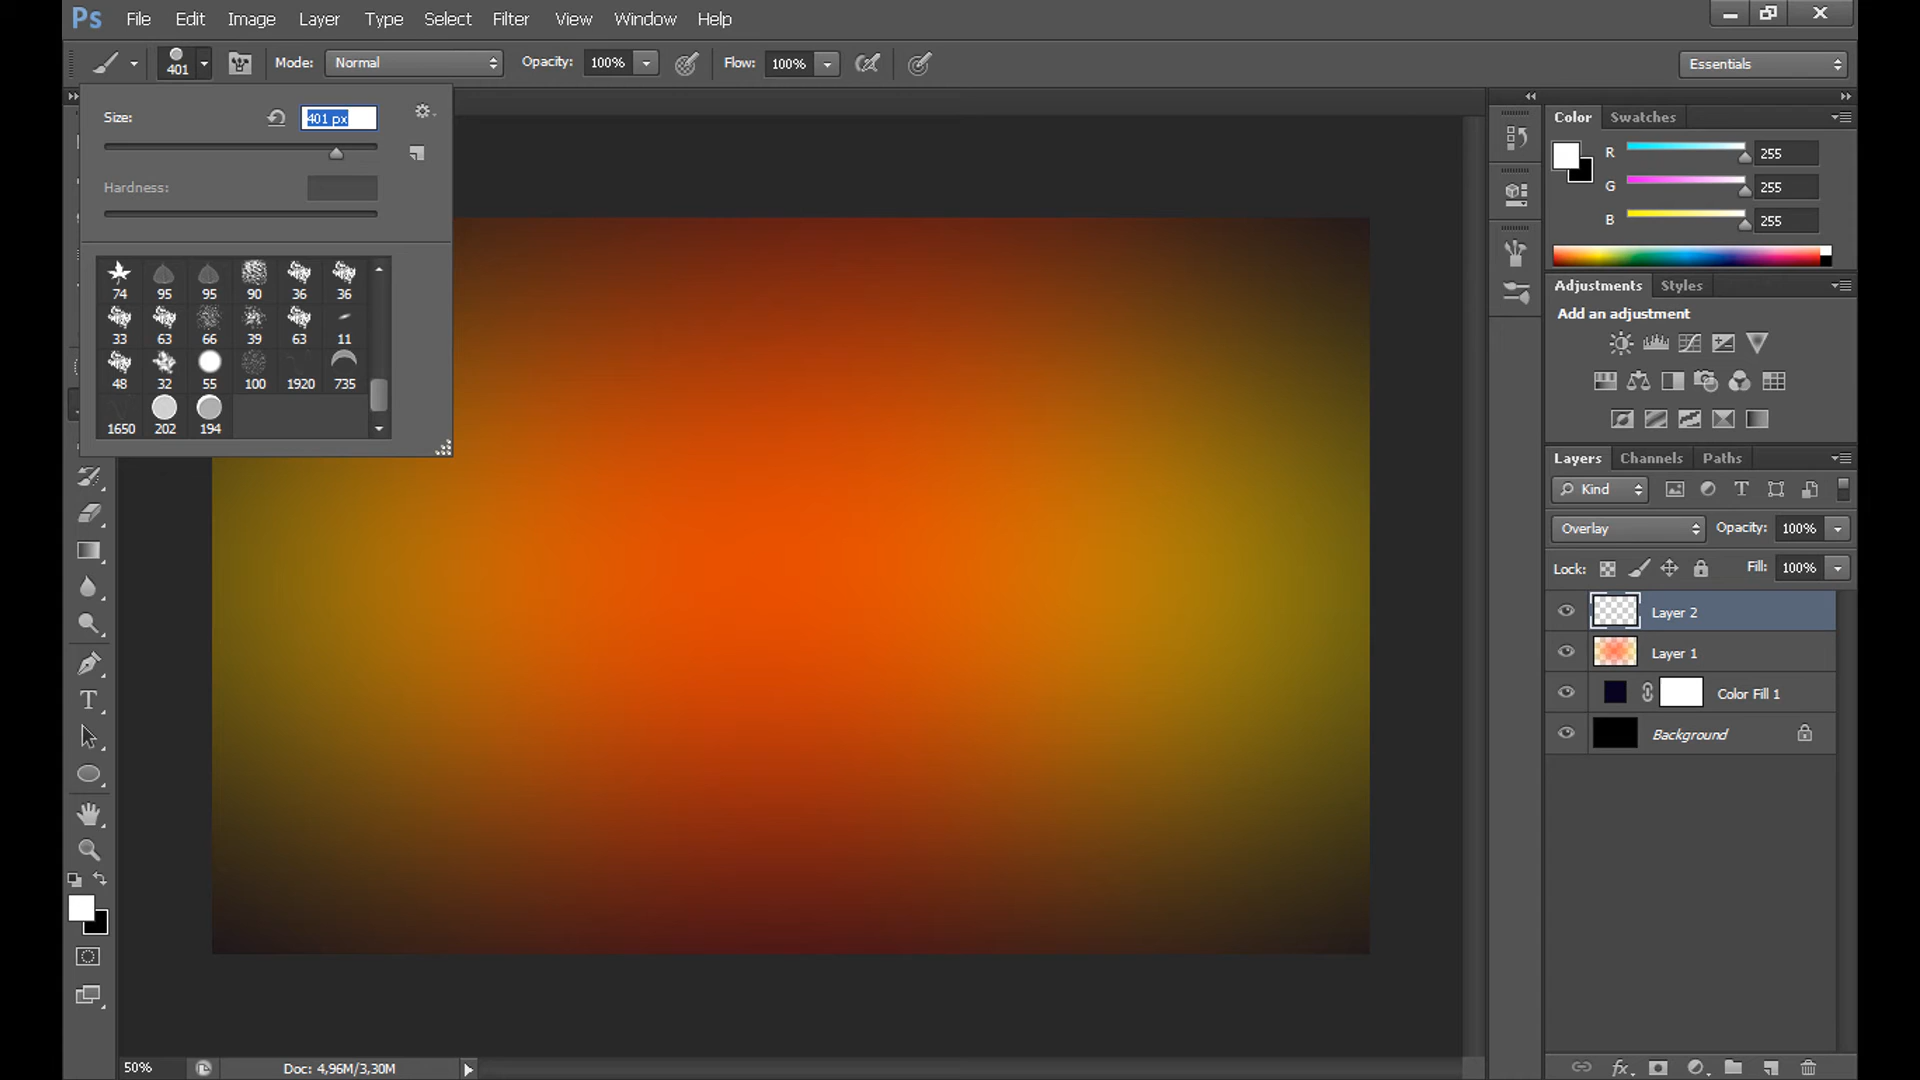 Ps File Edit Image Layer Type Select Filter View Window Help
401 Mode: Normal Opacity: 100% Flow: 100% Essentials
Size: 401 px
Hardness:
74 95 95 90 36 36
33 63 66 39 63 11
48 32 55 100 1920 735
1650 202 194
Color Swatches
R 255
G 255
B 255
Adjustments Styles
Add an adjustment
Layers Channels Paths
Kind
Overlay Opacity: 100%
Lock: Fill: 100%
Layer 2
Layer 1
Color Fill 1
Background
50% Doc: 4,96M/3,30M
fx